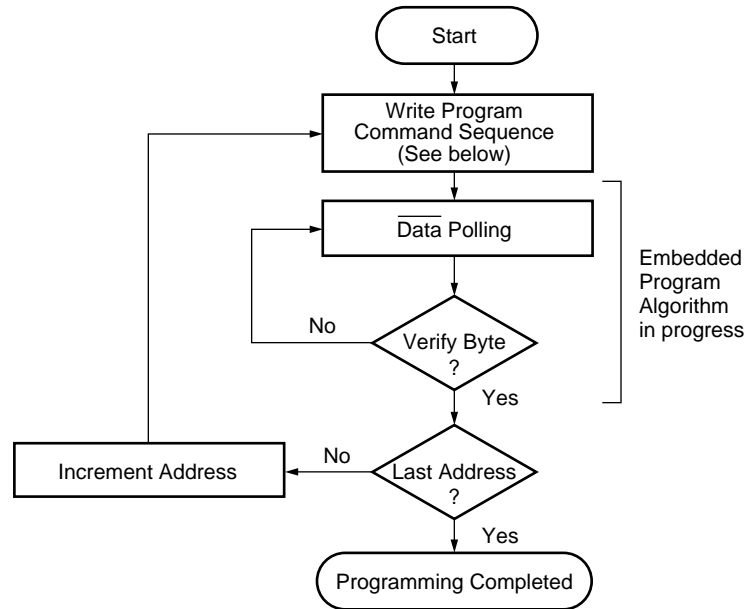 Start
Write Program
Command Sequence
(See below)
Data Polling
Embedded
Program
Algorithm
in progress
No
Verify Byte
?
Yes
Increment Address
No
Last Address
?
Yes
Programming Completed